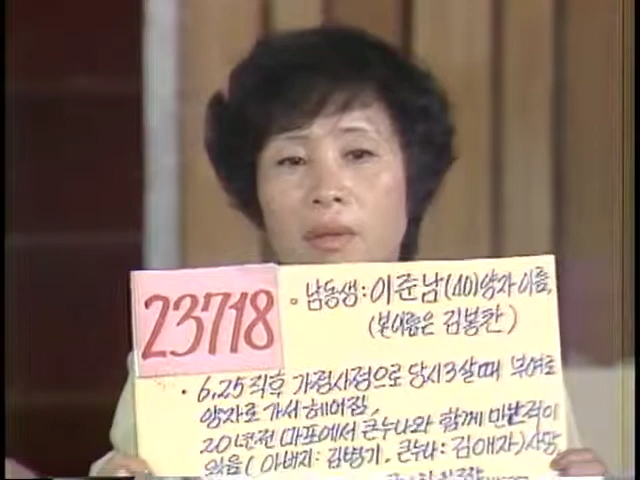 23718
• 남동생: 이준남(40)양자이름,
(본이름은 김봉찬)
• 6.25직후 가정사정으로 당시3살때 부여로
양자로 가서 헤어짐,
20년전 마포에서 큰누나와 함께 만난적이
있음(아버지: 김병기, 큰누나: 김애자)사망